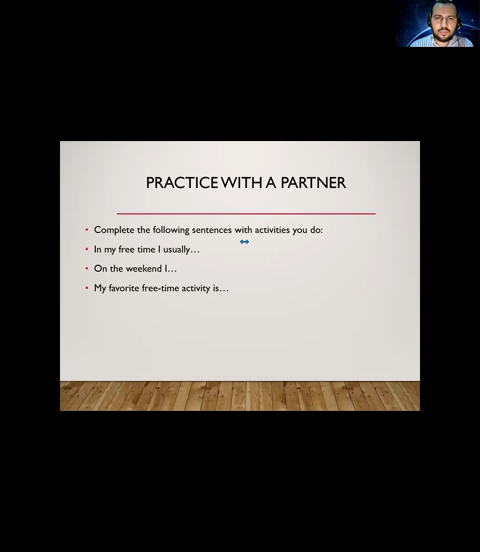 PRACTICE WITH A PARTNER
Complete the following sentences with activities you do:
In my free time I usually…
On the weekend I…
My favorite free-time activity is…